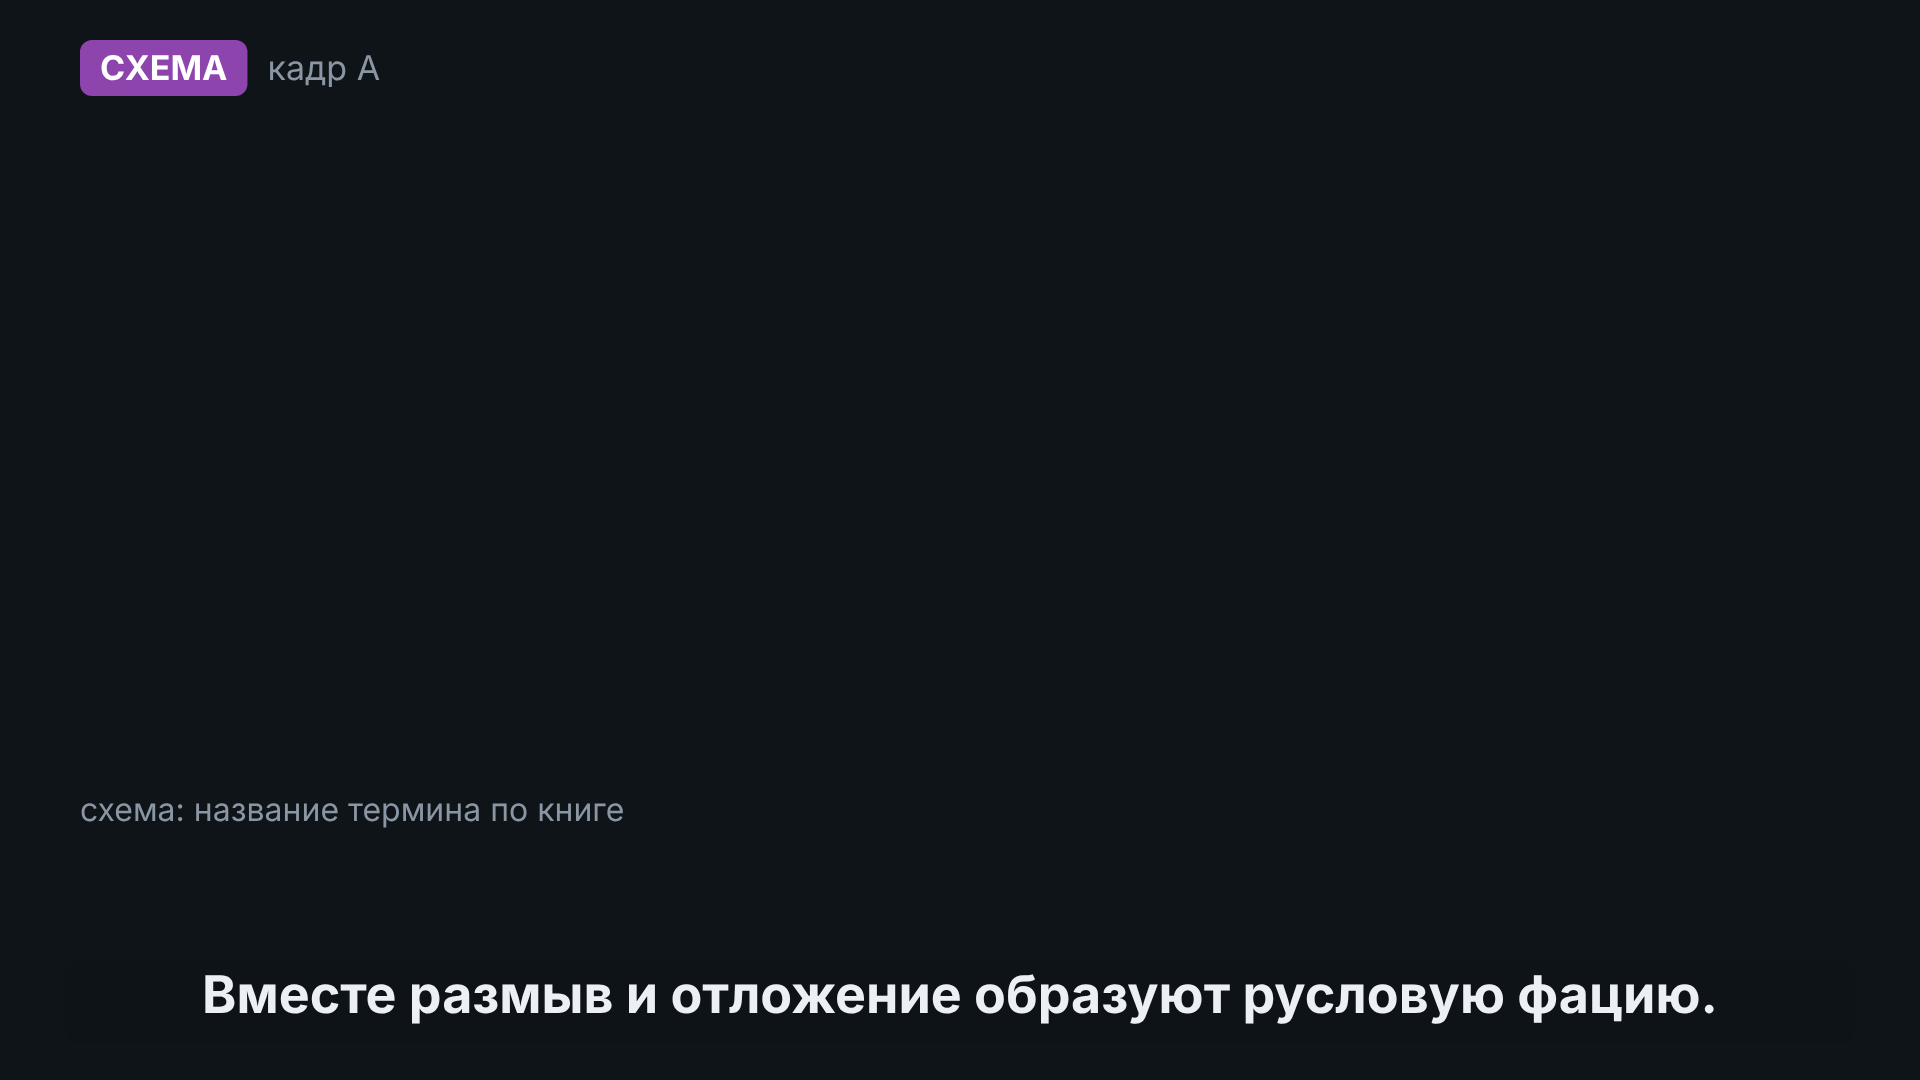 СХЕМА кадр А
схема: название термина по книге
Вместе размыв и отложение образуют русловую фацию.